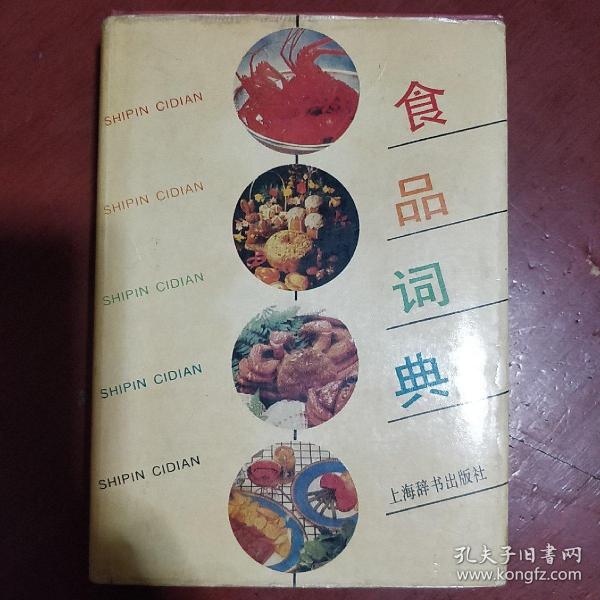 SHIPIN CIDIAN
SHIPIN CIDIAN
SHIPIN CIDIAN
SHIPIN CIDIAN
SHIPIN CIDIAN
食品词典
上海辞书出版社
孔夫子旧书网
www.kongfz.com